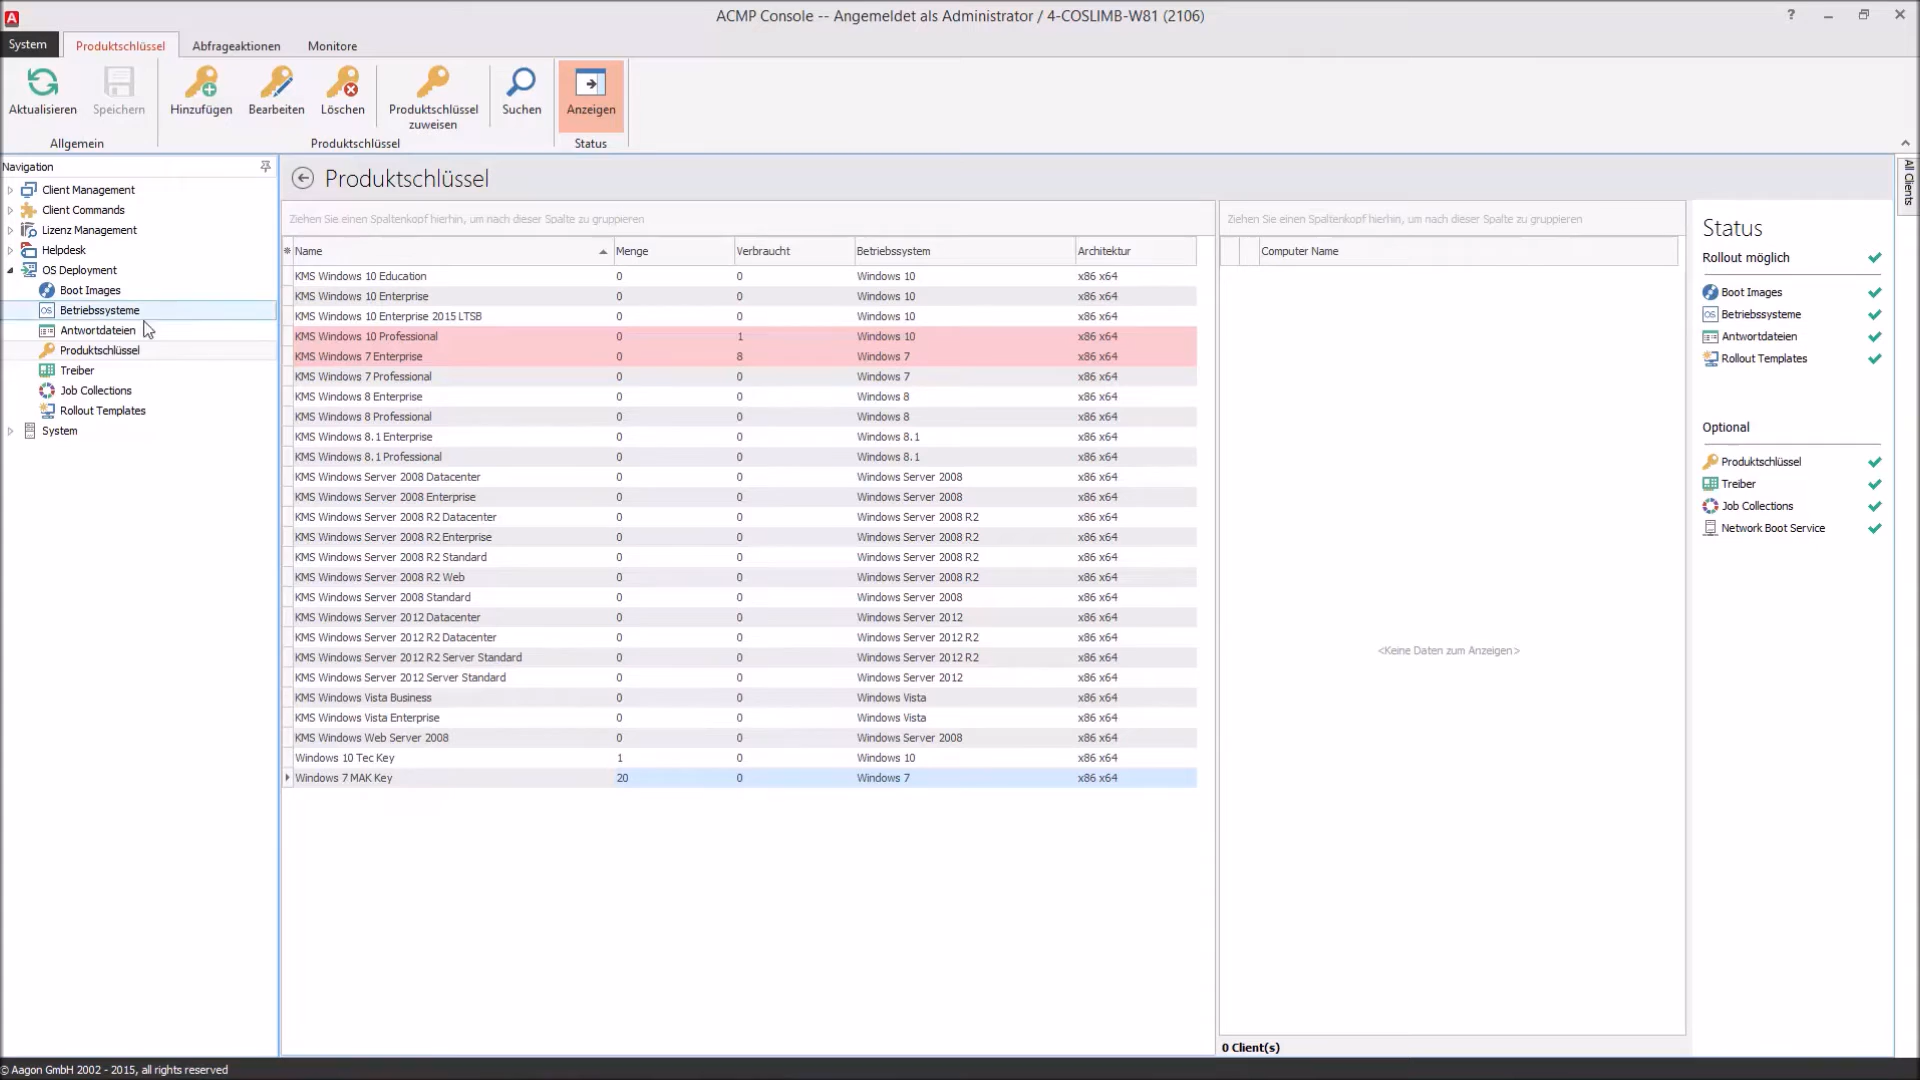 ACMP Console -- Angemeldet als Administrator / 4-COSLIMB-W81 (2106)
System Produktschlüssel Abfrageaktionen Monitore
Aktualisieren Speichern Hinzufügen Bearbeiten Löschen Produktschlüssel zuweisen Suchen Anzeigen
Allgemein Produktschlüssel Status
Navigation
Client Management
Client Commands
Lizenz Management
Helpdesk
OS Deployment
Boot Images
OS Betriebssysteme
Antwortdateien
Produktschlüssel
Treiber
Job Collections
Rollout Templates
System
Produktschlüssel
Ziehen Sie einen Spaltenkopf hierhin, um nach dieser Spalte zu gruppieren
Name Menge Verbraucht Betriebssystem Architektur
KMS Windows 10 Education 0 0 Windows 10 x86 x64
KMS Windows 10 Enterprise 0 0 Windows 10 x86 x64
KMS Windows 10 Enterprise 2015 LTSB 0 0 Windows 10 x86 x64
KMS Windows 10 Professional 0 1 Windows 10 x86 x64
KMS Windows 7 Enterprise 0 8 Windows 7 x86 x64
KMS Windows 7 Professional 0 0 Windows 7 x86 x64
KMS Windows 8 Enterprise 0 0 Windows 8 x86 x64
KMS Windows 8 Professional 0 0 Windows 8 x86 x64
KMS Windows 8.1 Enterprise 0 0 Windows 8.1 x86 x64
KMS Windows 8.1 Professional 0 0 Windows 8.1 x86 x64
KMS Windows Server 2008 Datacenter 0 0 Windows Server 2008 x86 x64
KMS Windows Server 2008 Enterprise 0 0 Windows Server 2008 x86 x64
KMS Windows Server 2008 R2 Datacenter 0 0 Windows Server 2008 R2 x86 x64
KMS Windows Server 2008 R2 Enterprise 0 0 Windows Server 2008 R2 x86 x64
KMS Windows Server 2008 R2 Standard 0 0 Windows Server 2008 R2 x86 x64
KMS Windows Server 2008 R2 Web 0 0 Windows Server 2008 R2 x86 x64
KMS Windows Server 2008 Standard 0 0 Windows Server 2008 x86 x64
KMS Windows Server 2012 Datacenter 0 0 Windows Server 2012 x86 x64
KMS Windows Server 2012 R2 Datacenter 0 0 Windows Server 2012 R2 x86 x64
KMS Windows Server 2012 R2 Server Standard 0 0 Windows Server 2012 R2 x86 x64
KMS Windows Server 2012 Server Standard 0 0 Windows Server 2012 x86 x64
KMS Windows Vista Business 0 0 Windows Vista x86 x64
KMS Windows Vista Enterprise 0 0 Windows Vista x86 x64
KMS Windows Web Server 2008 0 0 Windows Server 2008 x86 x64
Windows 10 Tec Key 1 0 Windows 10 x86 x64
Windows 7 MAK Key 20 0 Windows 7 x86 x64
Ziehen Sie einen Spaltenkopf hierhin, um nach dieser Spalte zu gruppieren
Computer Name
<Keine Daten zum Anzeigen>
0 Client(s)
Status
Rollout möglich
Boot Images
OS Betriebssysteme
Antwortdateien
Rollout Templates
Optional
Produktschlüssel
Treiber
Job Collections
Network Boot Service
All Clients
© Aagon GmbH 2002 - 2015, all rights reserved